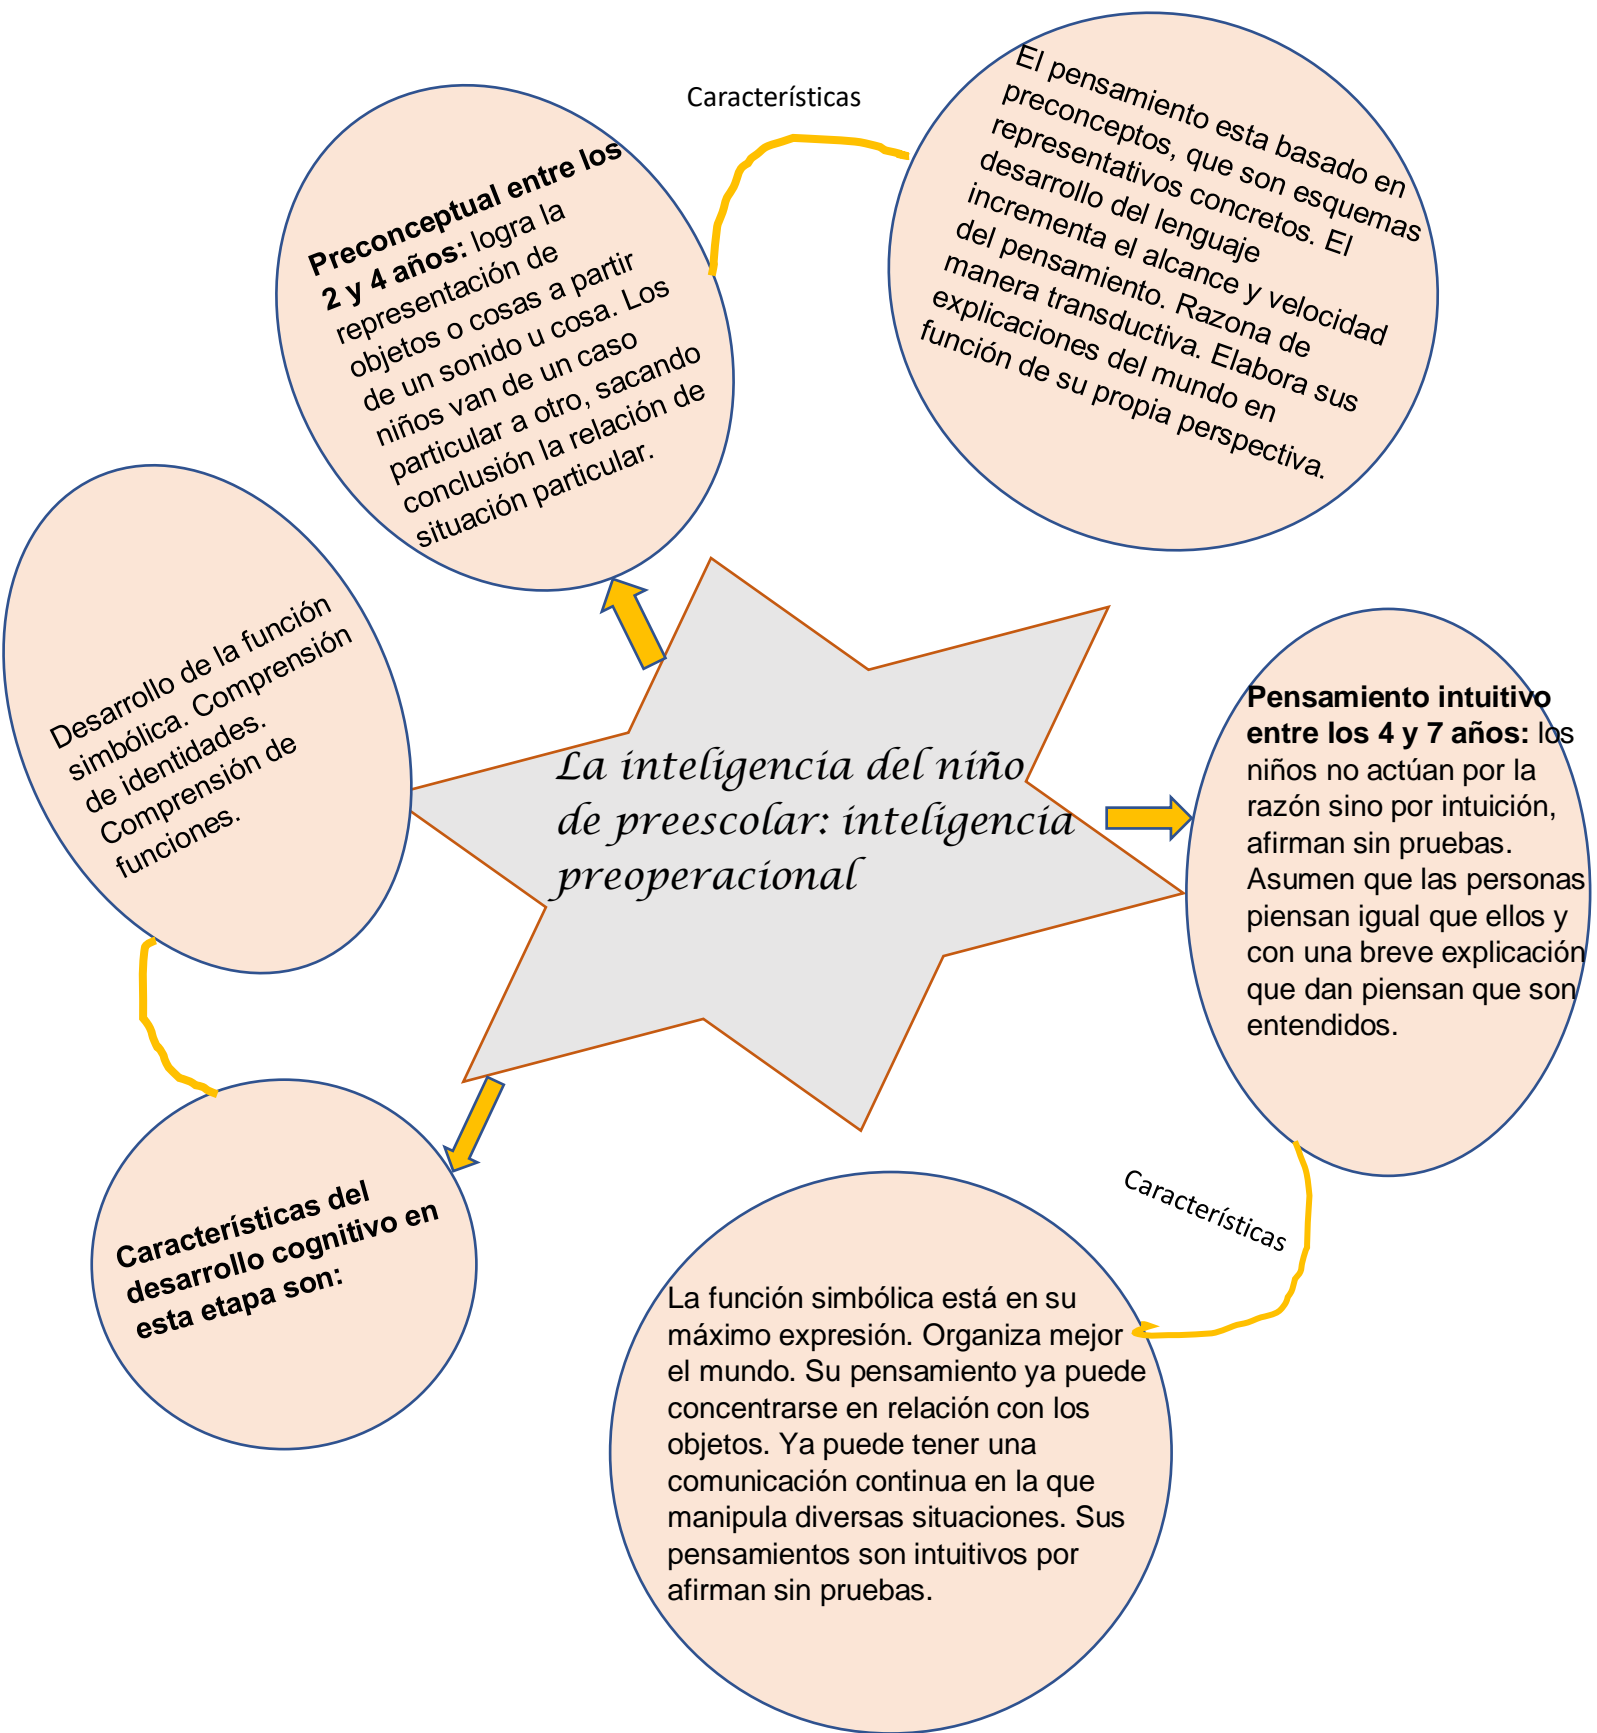 Características
El pensamiento esta basado en
preconceptos, que son esquemas
representativos concretos. El
desarrollo del lenguaje
incrementa el alcance y velocidad
del pensamiento. Razona de
manera transductiva. Elabora sus
explicaciones del mundo en
función de su propia perspectiva.
Preconceptual entre los
2 y 4 años: logra la
representación de
objetos o cosas a partir
de un sonido u cosa. Los
niños van de un caso
particular a otro, sacando
conclusión la relación de
situación particular.
Desarrollo de la función
simbólica. Comprensión
de identidades.
Comprensión de
funciones.
La inteligencia del niño
de preescolar: inteligencia
preoperacional
Pensamiento intuitivo
entre los 4 y 7 años: los
niños no actúan por la
razón sino por intuición,
afirman sin pruebas.
Asumen que las personas
piensan igual que ellos y
con una breve explicación
que dan piensan que son
entendidos.
Características
Características del
desarrollo cognitivo en
esta etapa son:
La función simbólica está en su
máximo expresión. Organiza mejor
el mundo. Su pensamiento ya puede
concentrarse en relación con los
objetos. Ya puede tener una
comunicación continua en la que
manipula diversas situaciones. Sus
pensamientos son intuitivos por
afirman sin pruebas.